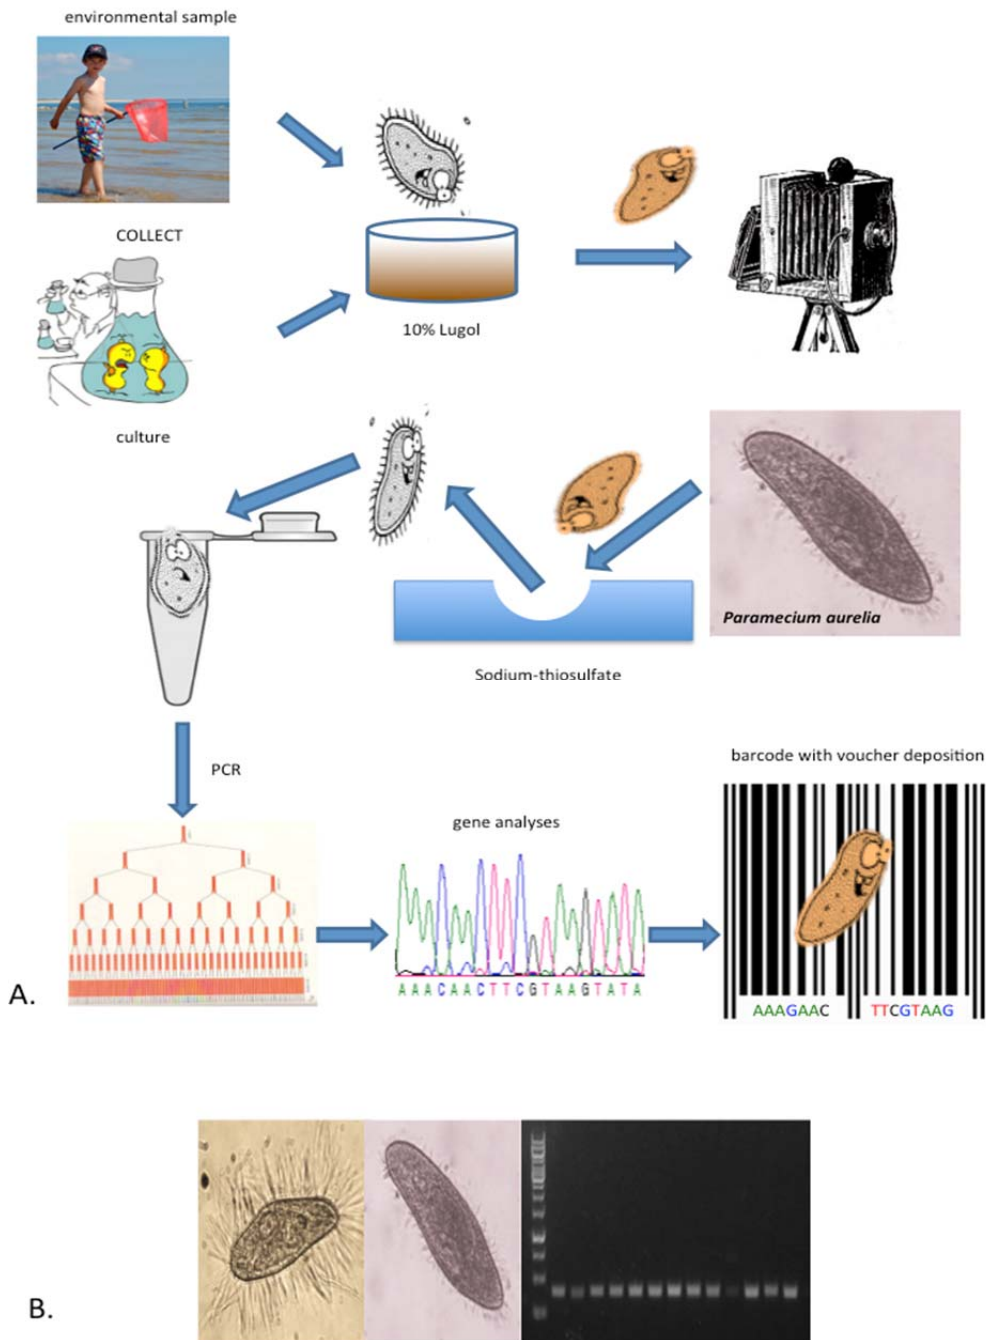 environmental sample
COLLECT
10% Lugol
culture
Paramecium aurelia
Sodium-thiosulfate
PCR
barcode with voucher deposition
gene analyses
A.
AAACAACTTCGTAAGTATA
AAAGAAC TTCGTAAG
B.